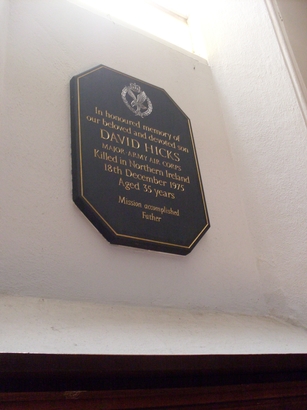 In honoured memory of
our beloved and devoted son
DAVID HICKS
MAJOR·ARMY AIR CORPS
Killed in Northern Ireland
18th December 1975
Aged 35 years
Mission accomplished
Father